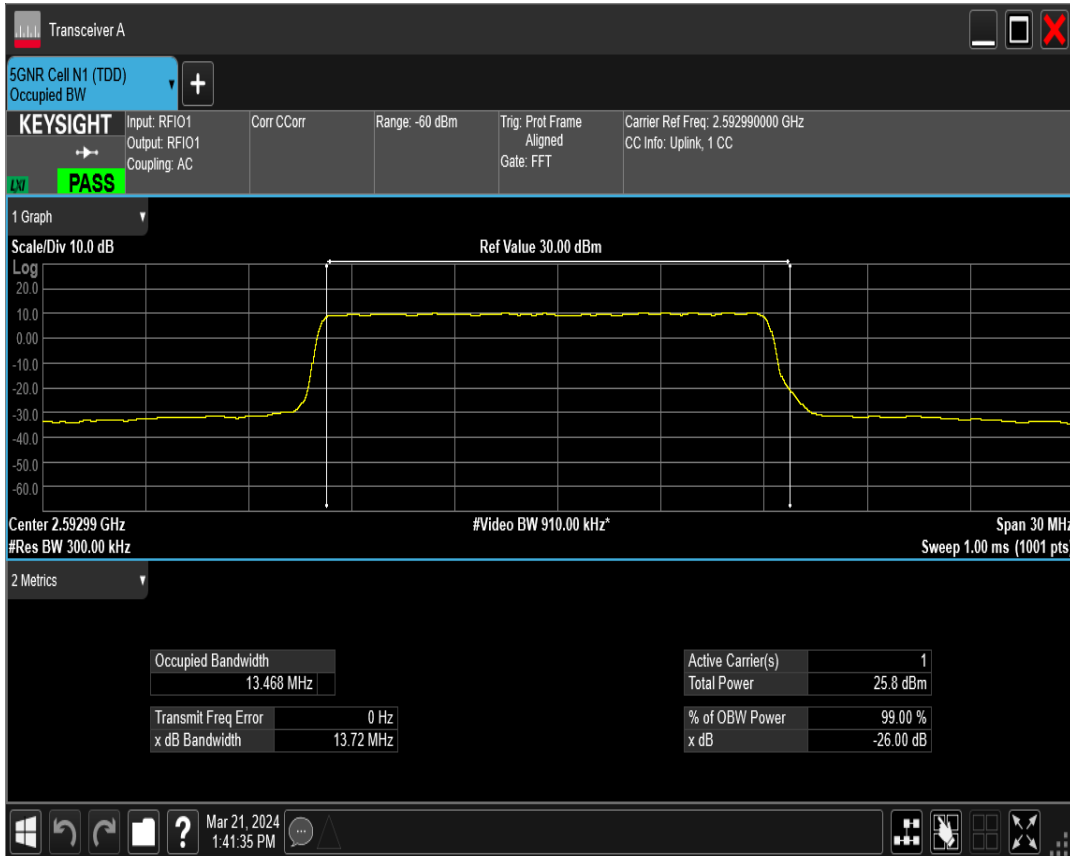 Transceiver A
5GNR Cell N1 (TDD)
Occupied BW
+
KEYSIGHT
LXI
PASS
Input: RFIO1
Output: RFIO1
Coupling: AC
Corr CCorr
Range: -60 dBm
Trig: Prot Frame
Aligned
Gate: FFT
Carrier Ref Freq: 2.592990000 GHz
CC Info: Uplink, 1 CC
1 Graph
Scale/Div 10.0 dB
Ref Value 30.00 dBm
Log
20.0
10.0
0.00
-10.0
-20.0
-30.0
-40.0
-50.0
-60.0
Center 2.59299 GHz
#Video BW 910.00 kHz*
Span 30 MHz
#Res BW 300.00 kHz
Sweep 1.00 ms (1001 pts)
2 Metrics
Occupied Bandwidth
13.468 MHz
Transmit Freq Error 0 Hz
x dB Bandwidth 13.72 MHz
Active Carrier(s) 1
Total Power 25.8 dBm
% of OBW Power 99.00 %
x dB -26.00 dB
?
Mar 21, 2024
1:41:35 PM